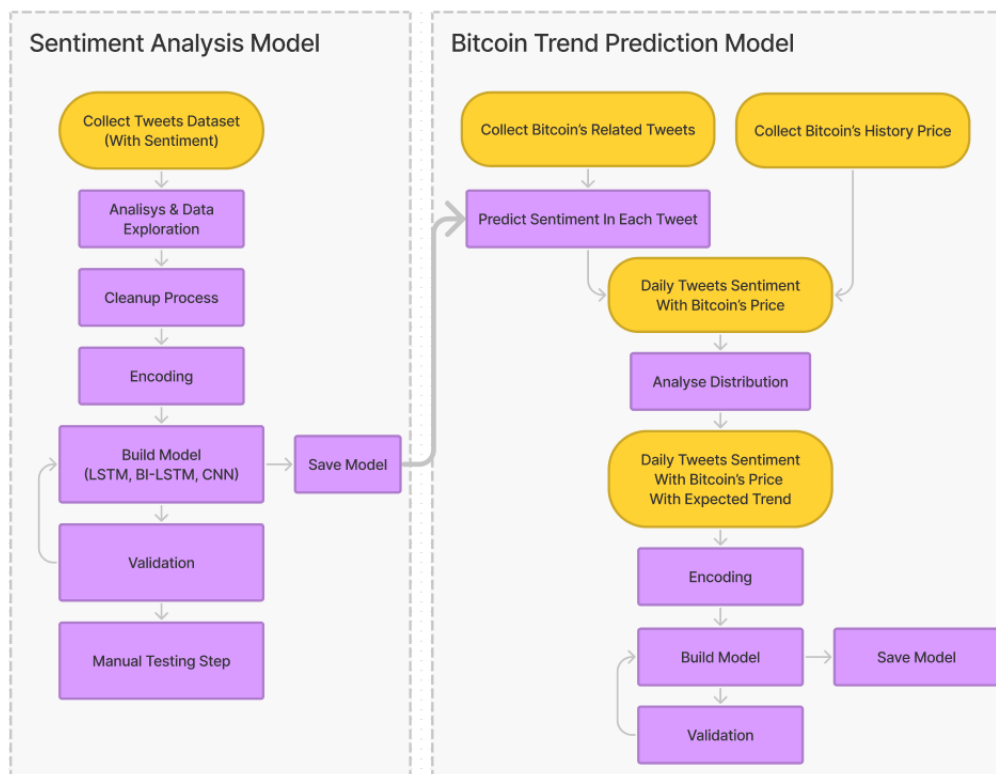 Sentiment Analysis Model
Collect Tweets Dataset
(With Sentiment)
Analisys & Data
Exploration
Cleanup Process
Encoding
Build Model
(LSTM, BI-LSTM, CNN)
Save Model
Validation
Manual Testing Step
Bitcoin Trend Prediction Model
Collect Bitcoin's Related Tweets
Collect Bitcoin's History Price
Predict Sentiment In Each Tweet
Daily Tweets Sentiment
With Bitcoin's Price
Analyse Distribution
Daily Tweets Sentiment
With Bitcoin's Price
With Expected Trend
Encoding
Build Model
Save Model
Validation